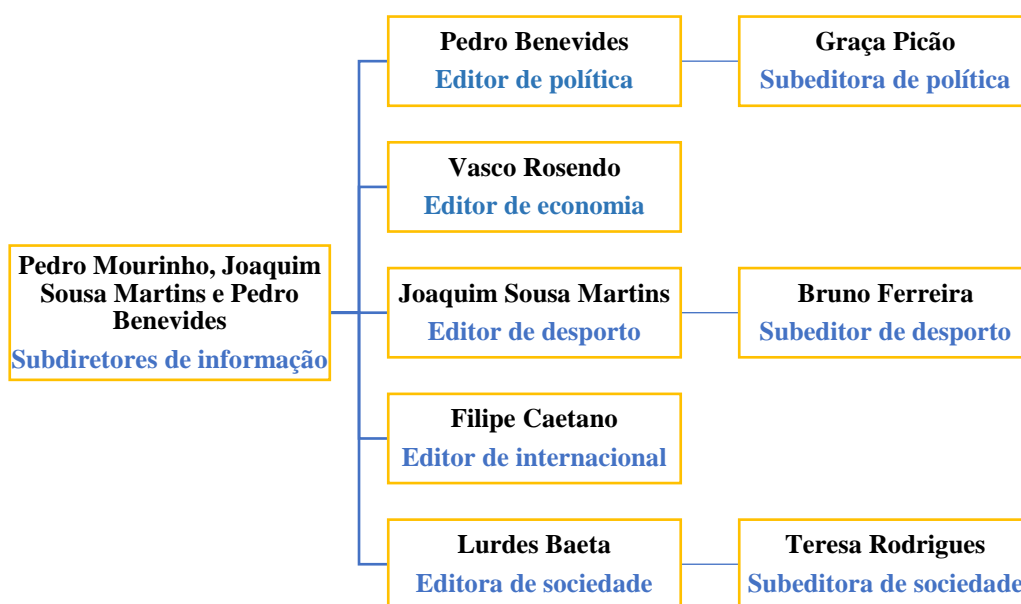 Pedro Benevides
Editor de política
Graça Picão
Subeditora de política
Vasco Rosendo
Editor de economia
Pedro Mourinho, Joaquim
Sousa Martins e Pedro
Benevides
Subdiretores de informação
Joaquim Sousa Martins
Editor de desporto
Bruno Ferreira
Subeditor de desporto
Filipe Caetano
Editor de internacional
Lurdes Baeta
Editora de sociedade
Teresa Rodrigues
Subeditora de sociedade